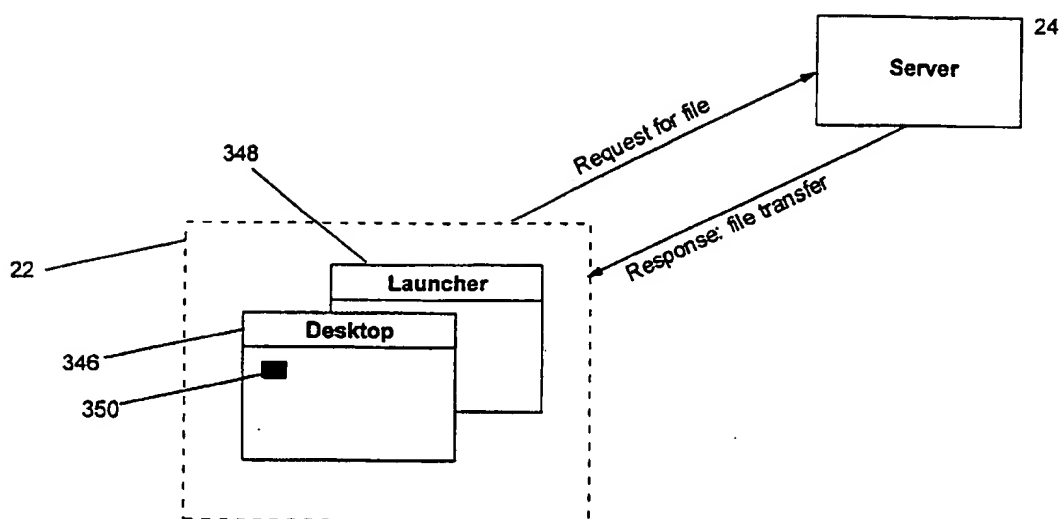 24
Server
Request for file
348
Response: file transfer
22
Launcher
Desktop
346
350